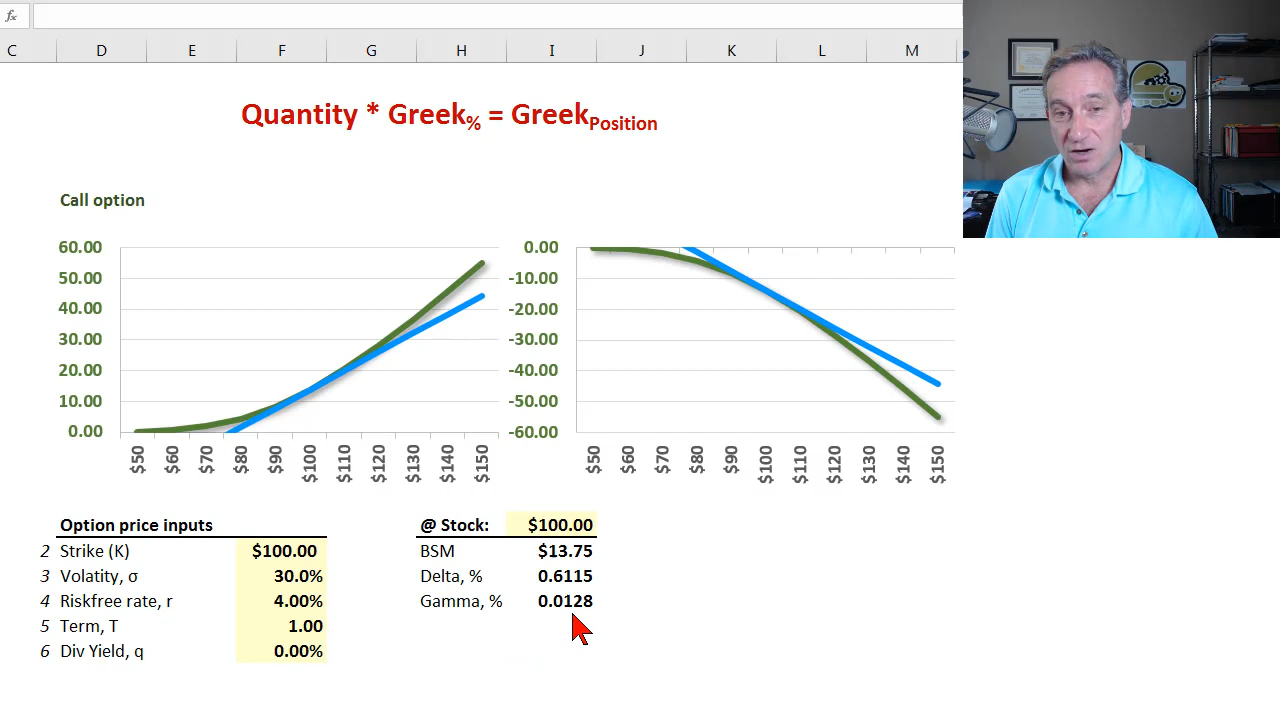 fx
C D E F G H I J K L M
Quantity * Greek% = GreekPosition
Call option
60.00
50.00
40.00
30.00
20.00
10.00
0.00
$50 $60 $70 $80 $90 $100 $110 $120 $130 $140 $150
0.00
-10.00
-20.00
-30.00
-40.00
-50.00
-60.00
$50 $60 $70 $80 $90 $100 $110 $120 $130 $140 $150
Option price inputs
2 Strike (K) $100.00
3 Volatity, σ 30.0%
4 Riskfree rate, r 4.00%
5 Term, T 1.00
6 Div Yield, q 0.00%
@ Stock: $100.00
BSM $13.75
Delta, % 0.6115
Gamma, % 0.0128